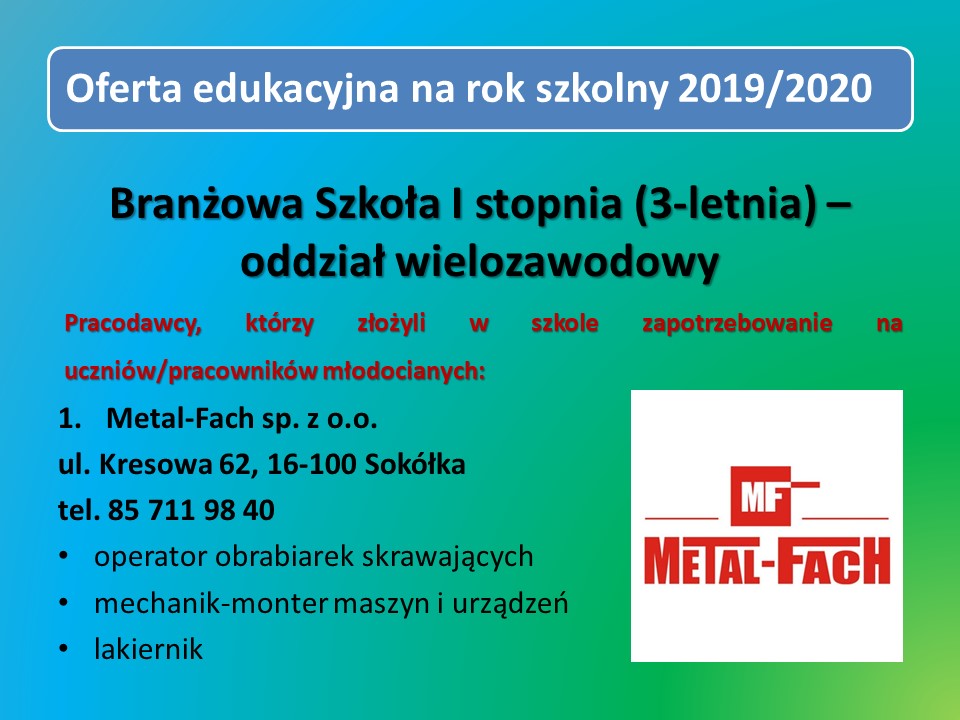 Oferta edukacyjna na rok szkolny 2019/2020
Branżowa Szkoła I stopnia (3-letnia) –
oddział wielozawodowy
Pracodawcy, którzy złożyli w szkole zapotrzebowanie na
uczniów/pracowników młodocianych:
1. Metal-Fach sp. z o.o.
ul. Kresowa 62, 16-100 Sokółka
tel. 85 711 98 40
• operator obrabiarek skrawających
• mechanik-monter maszyn i urządzeń
• lakiernik
MF
METAL-FACH